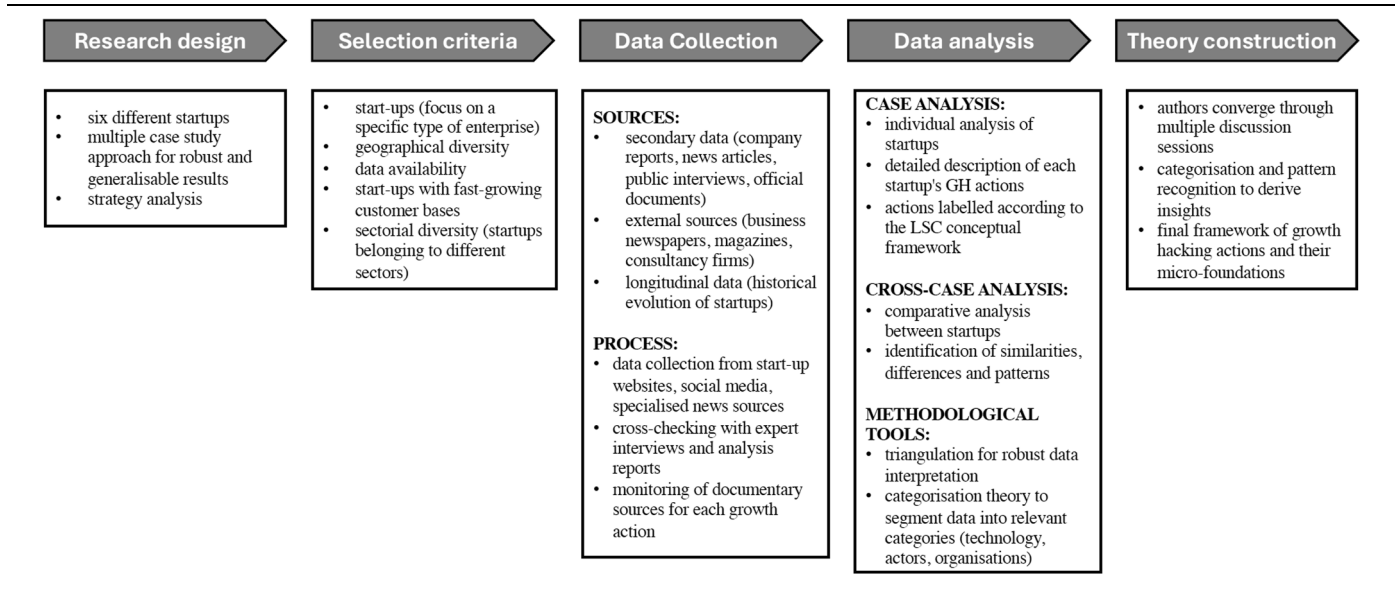 Research design
• six different startups
• multiple case study
approach for robust and
generalisable results
• strategy analysis
Selection criteria
• start-ups (focus on a
specific type of enterprise)
• geographical diversity
• data availability
• start-ups with fast-growing
customer bases
• sectorial diversity (startups
belonging to different
sectors)
Data Collection
SOURCES:
• secondary data (company
reports, news articles,
public interviews, official
documents)
• external sources (business
newspapers, magazines,
consultancy firms)
• longitudinal data (historical
evolution of startups)
PROCESS:
• data collection from start-up
websites, social media,
specialised news sources
• cross-checking with expert
interviews and analysis
reports
• monitoring of documentary
sources for each growth
action
Data analysis
CASE ANALYSIS:
• individual analysis of
startups
• detailed description of each
startup's GH actions
• actions labelled according to
the LSC conceptual
framework
CROSS-CASE ANALYSIS:
• comparative analysis
between startups
• identification of similarities,
differences and patterns
METHODOLOGICAL
TOOLS:
• triangulation for robust data
interpretation
• categorisation theory to
segment data into relevant
categories (technology,
actors, organisations)
Theory construction
• authors converge through
multiple discussion
sessions
• categorisation and pattern
recognition to derive
insights
• final framework of growth
hacking actions and their
micro-foundations